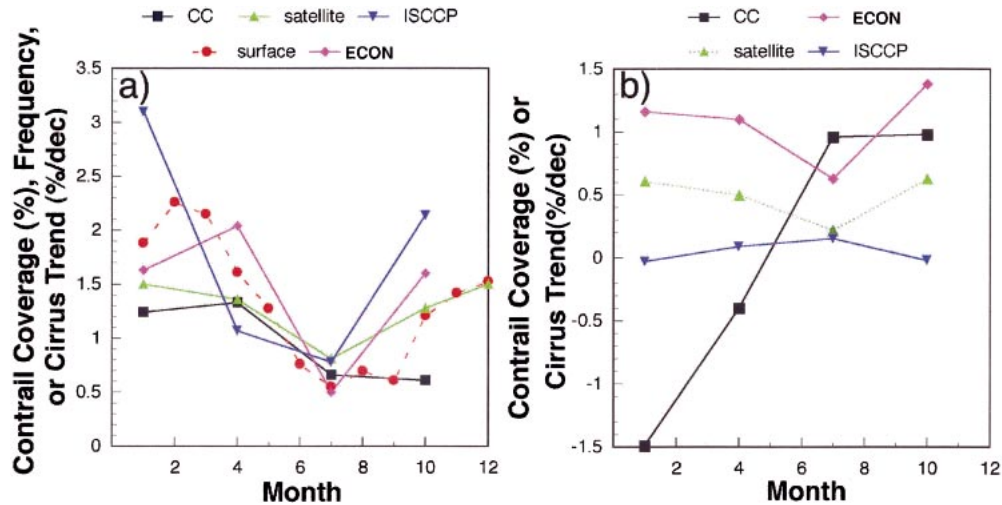 CC satellite ISCCP
surface ECON
a)
Contrail Coverage (%), Frequency,
or Cirrus Trend (%/dec)
3.5
3
2.5
2
1.5
1
0.5
0
2 4 6 8 10 12
Month
CC ECON
satellite ISCCP
b)
Contrail Coverage (%) or
Cirrus Trend(%/dec)
1.5
1
0.5
0
-0.5
-1
-1.5
2 4 6 8 10 12
Month